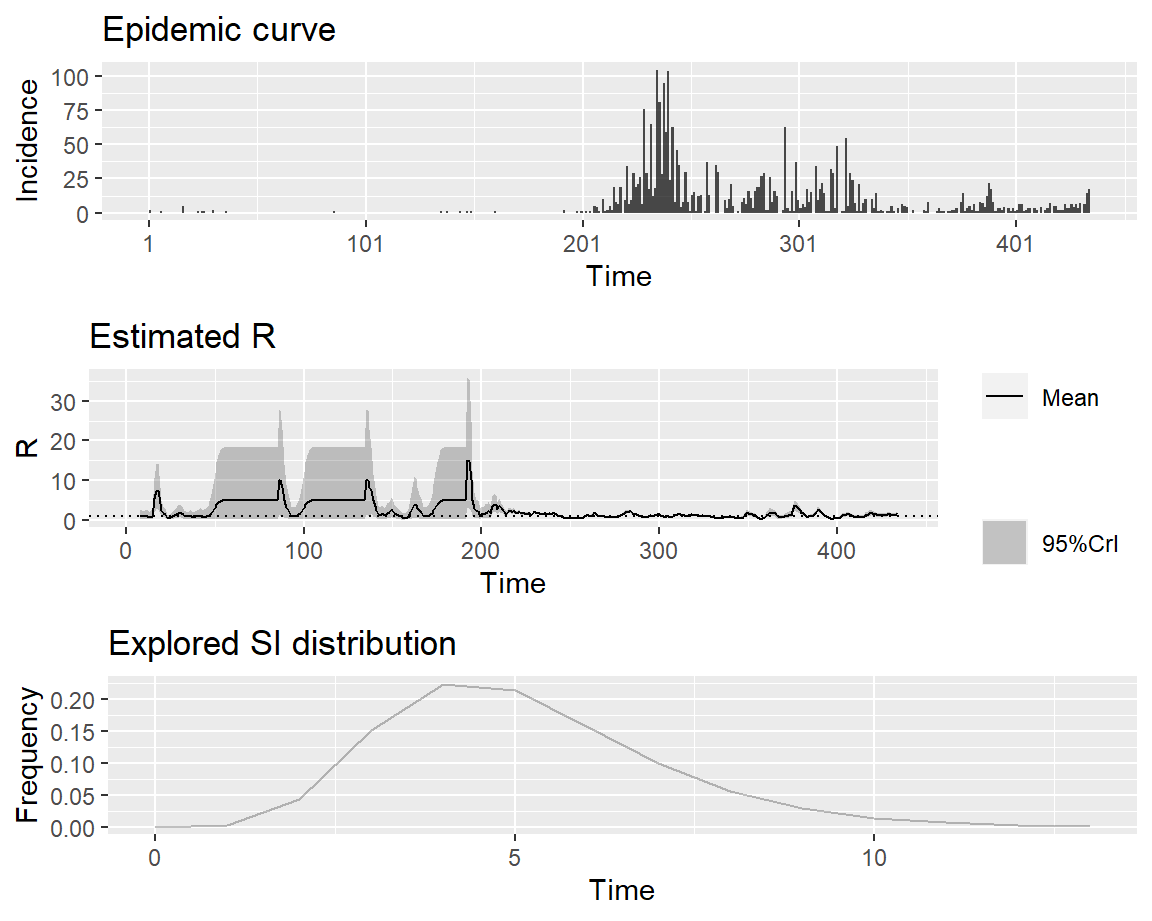 Epidemic curve
Incidence
100
75
50
25
0
1 101 201 301 401
Time
Estimated R
R
30
20
10
0
0 100 200 300 400
Time
Mean
95%CrI
Explored SI distribution
Frequency
0.20
0.15
0.10
0.05
0.00
0 5 10
Time